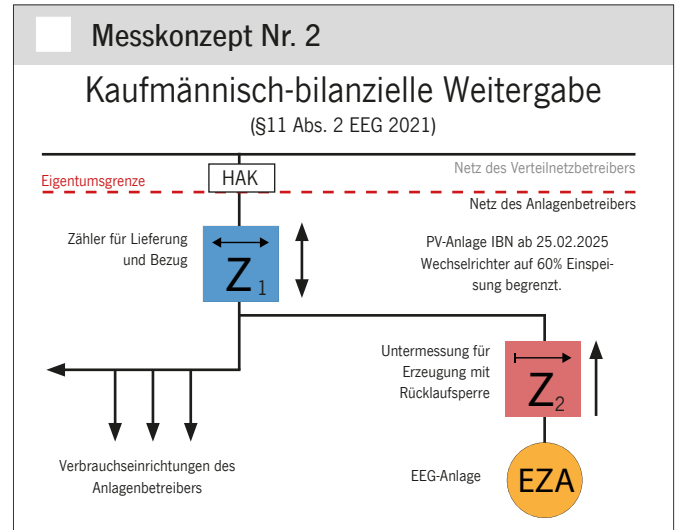 Messkonzept Nr. 2
Kaufmännisch-bilanzielle Weitergabe
(§11 Abs. 2 EEG 2021)
Netz des Verteilnetzbetreibers
Eigentumsgrenze
HAK
Netz des Anlagenbetreibers
Zähler für Lieferung
und Bezug
Z1
PV-Anlage IBN ab 25.02.2025
Wechselrichter auf 60% Einspei-
sung begrenzt.
Untermessung für
Erzeugung mit
Rücklaufsperre
Z2
Verbrauchseinrichtungen des
Anlagenbetreibers
EEG-Anlage
EZA